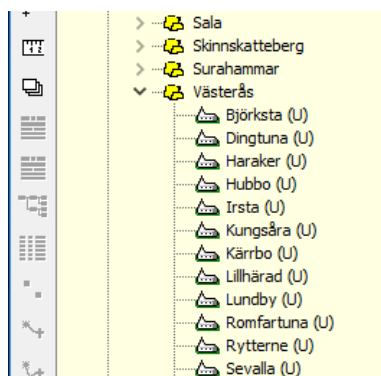 Sala
Skinnskatteberg
Surahammar
Västerås
Björksta (U)
Dingtuna (U)
Haraker (U)
Hubbo (U)
Irsta (U)
Kungsåra (U)
Kärrbo (U)
Lillhärad (U)
Lundby (U)
Romfartuna (U)
Rytterne (U)
Sevalla (U)